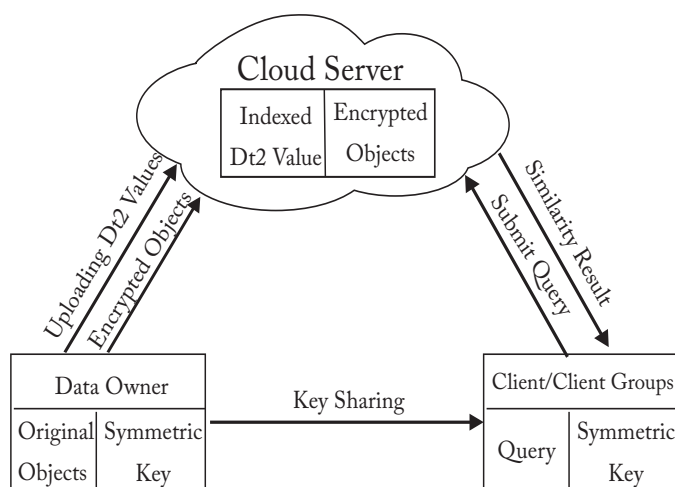 Cloud Server
Indexed
Dt2 Value
Encrypted
Objects
Uploading Dt2 Values
Encrypted Objects
Submit Query
Similarity Result
Data Owner
Original
Objects
Symmetric
Key
Key Sharing
Client/Client Groups
Query
Symmetric
Key